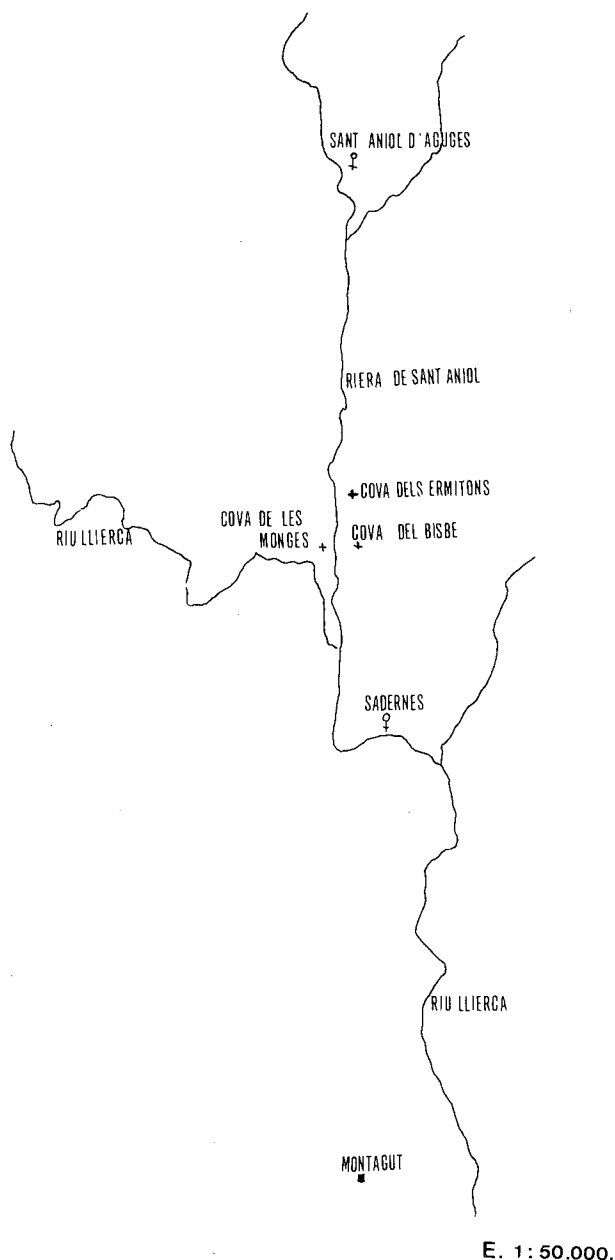 SANT ANIOL D'AGUGES
RIERA DE SANT ANIOL
COVA DELS ERMITONS
COVA DE LES
MONGES
COVA DEL BISBE
RIU LLIERCA
SADERNES
RIU LLIERCA
MONTAGUT
E. 1:50.000.